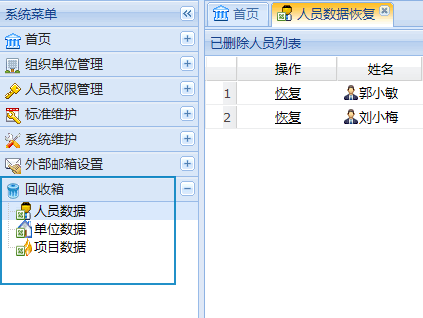 系统菜单
首页
组织单位管理
人员权限管理
标准维护
系统维护
外部邮箱设置
回收箱
人员数据
单位数据
项目数据
首页 人员数据恢复
已删除人员列表
操作 姓名
1 恢复 郭小敏
2 恢复 刘小梅